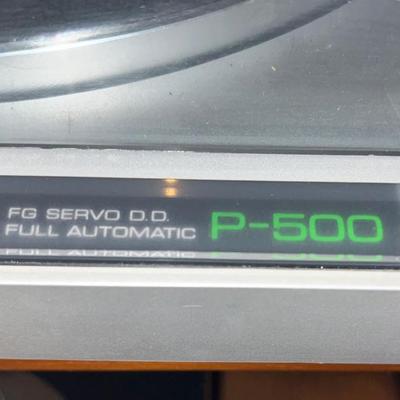 FG SERVO D.D.
FULL AUTOMATIC P-500